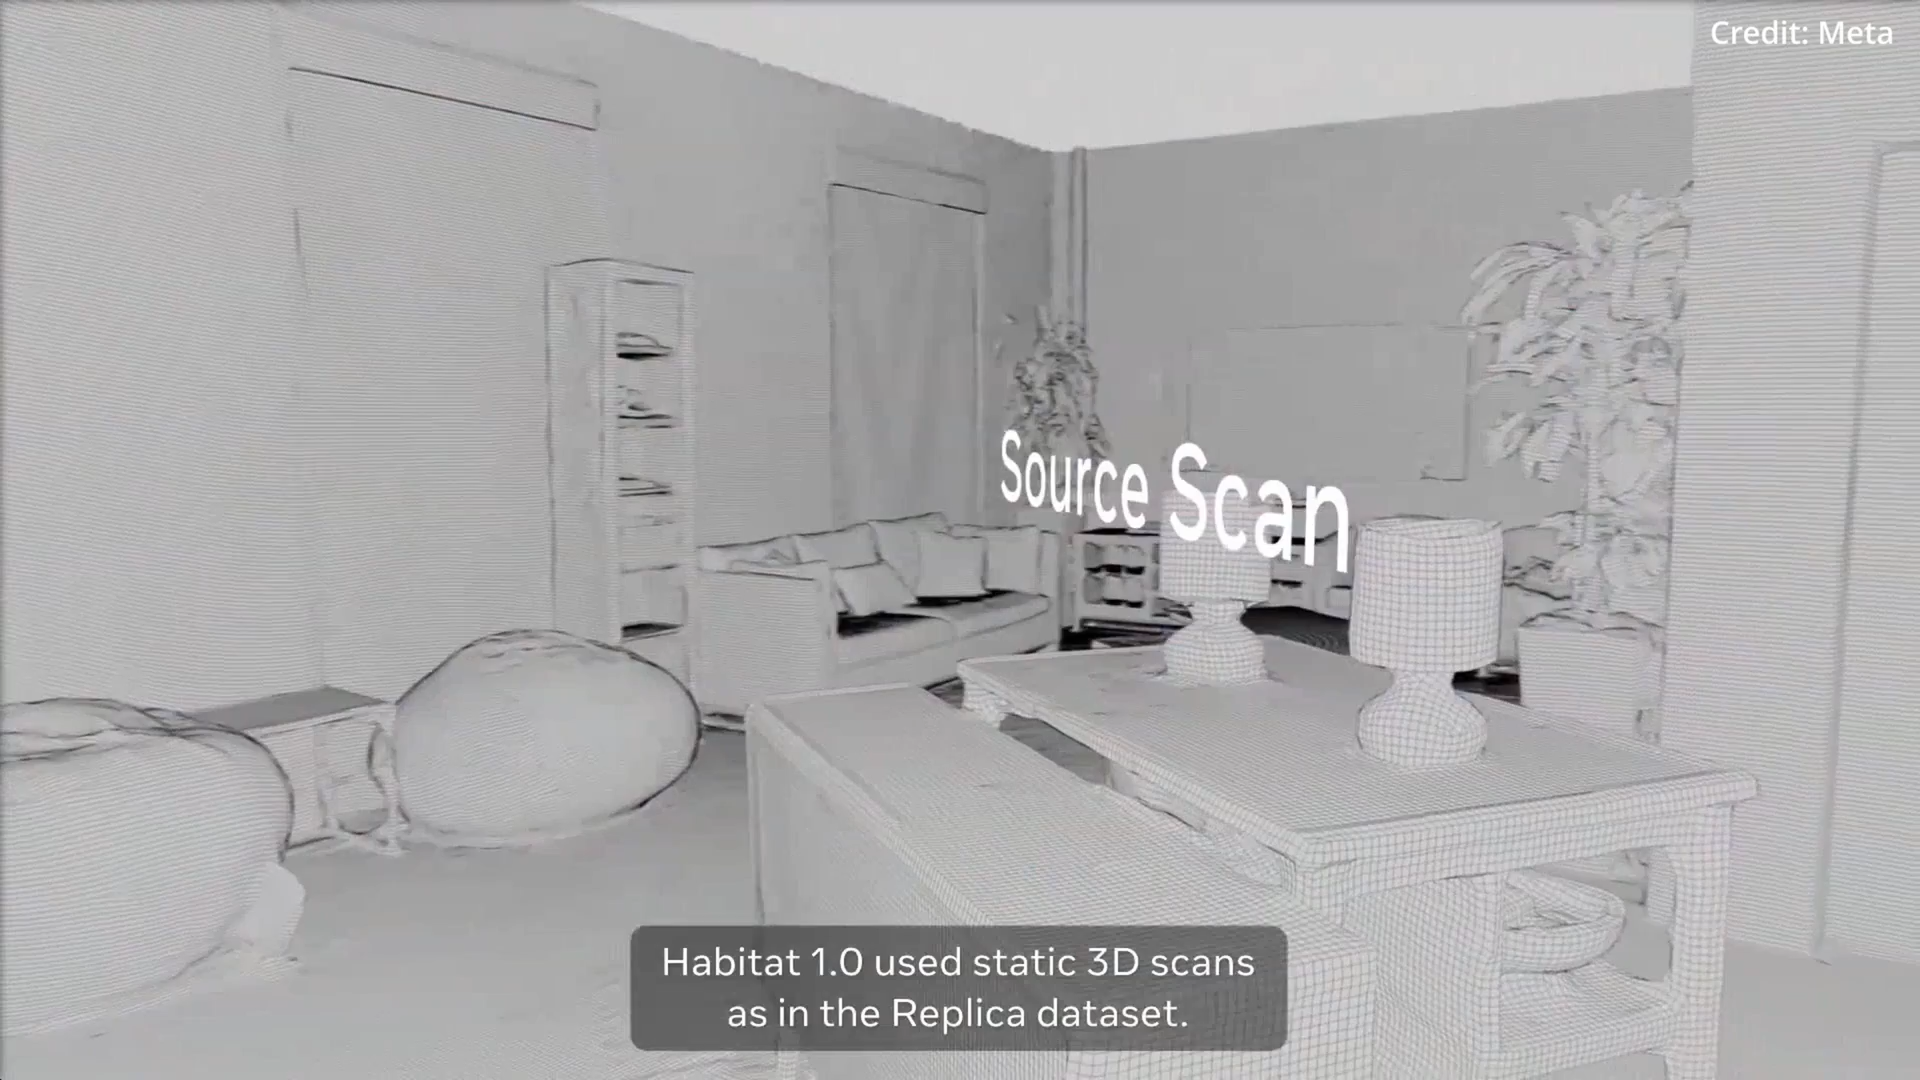 Credit: Meta
Source Scan
Habitat 1.0 used static 3D scans
as in the Replica dataset.